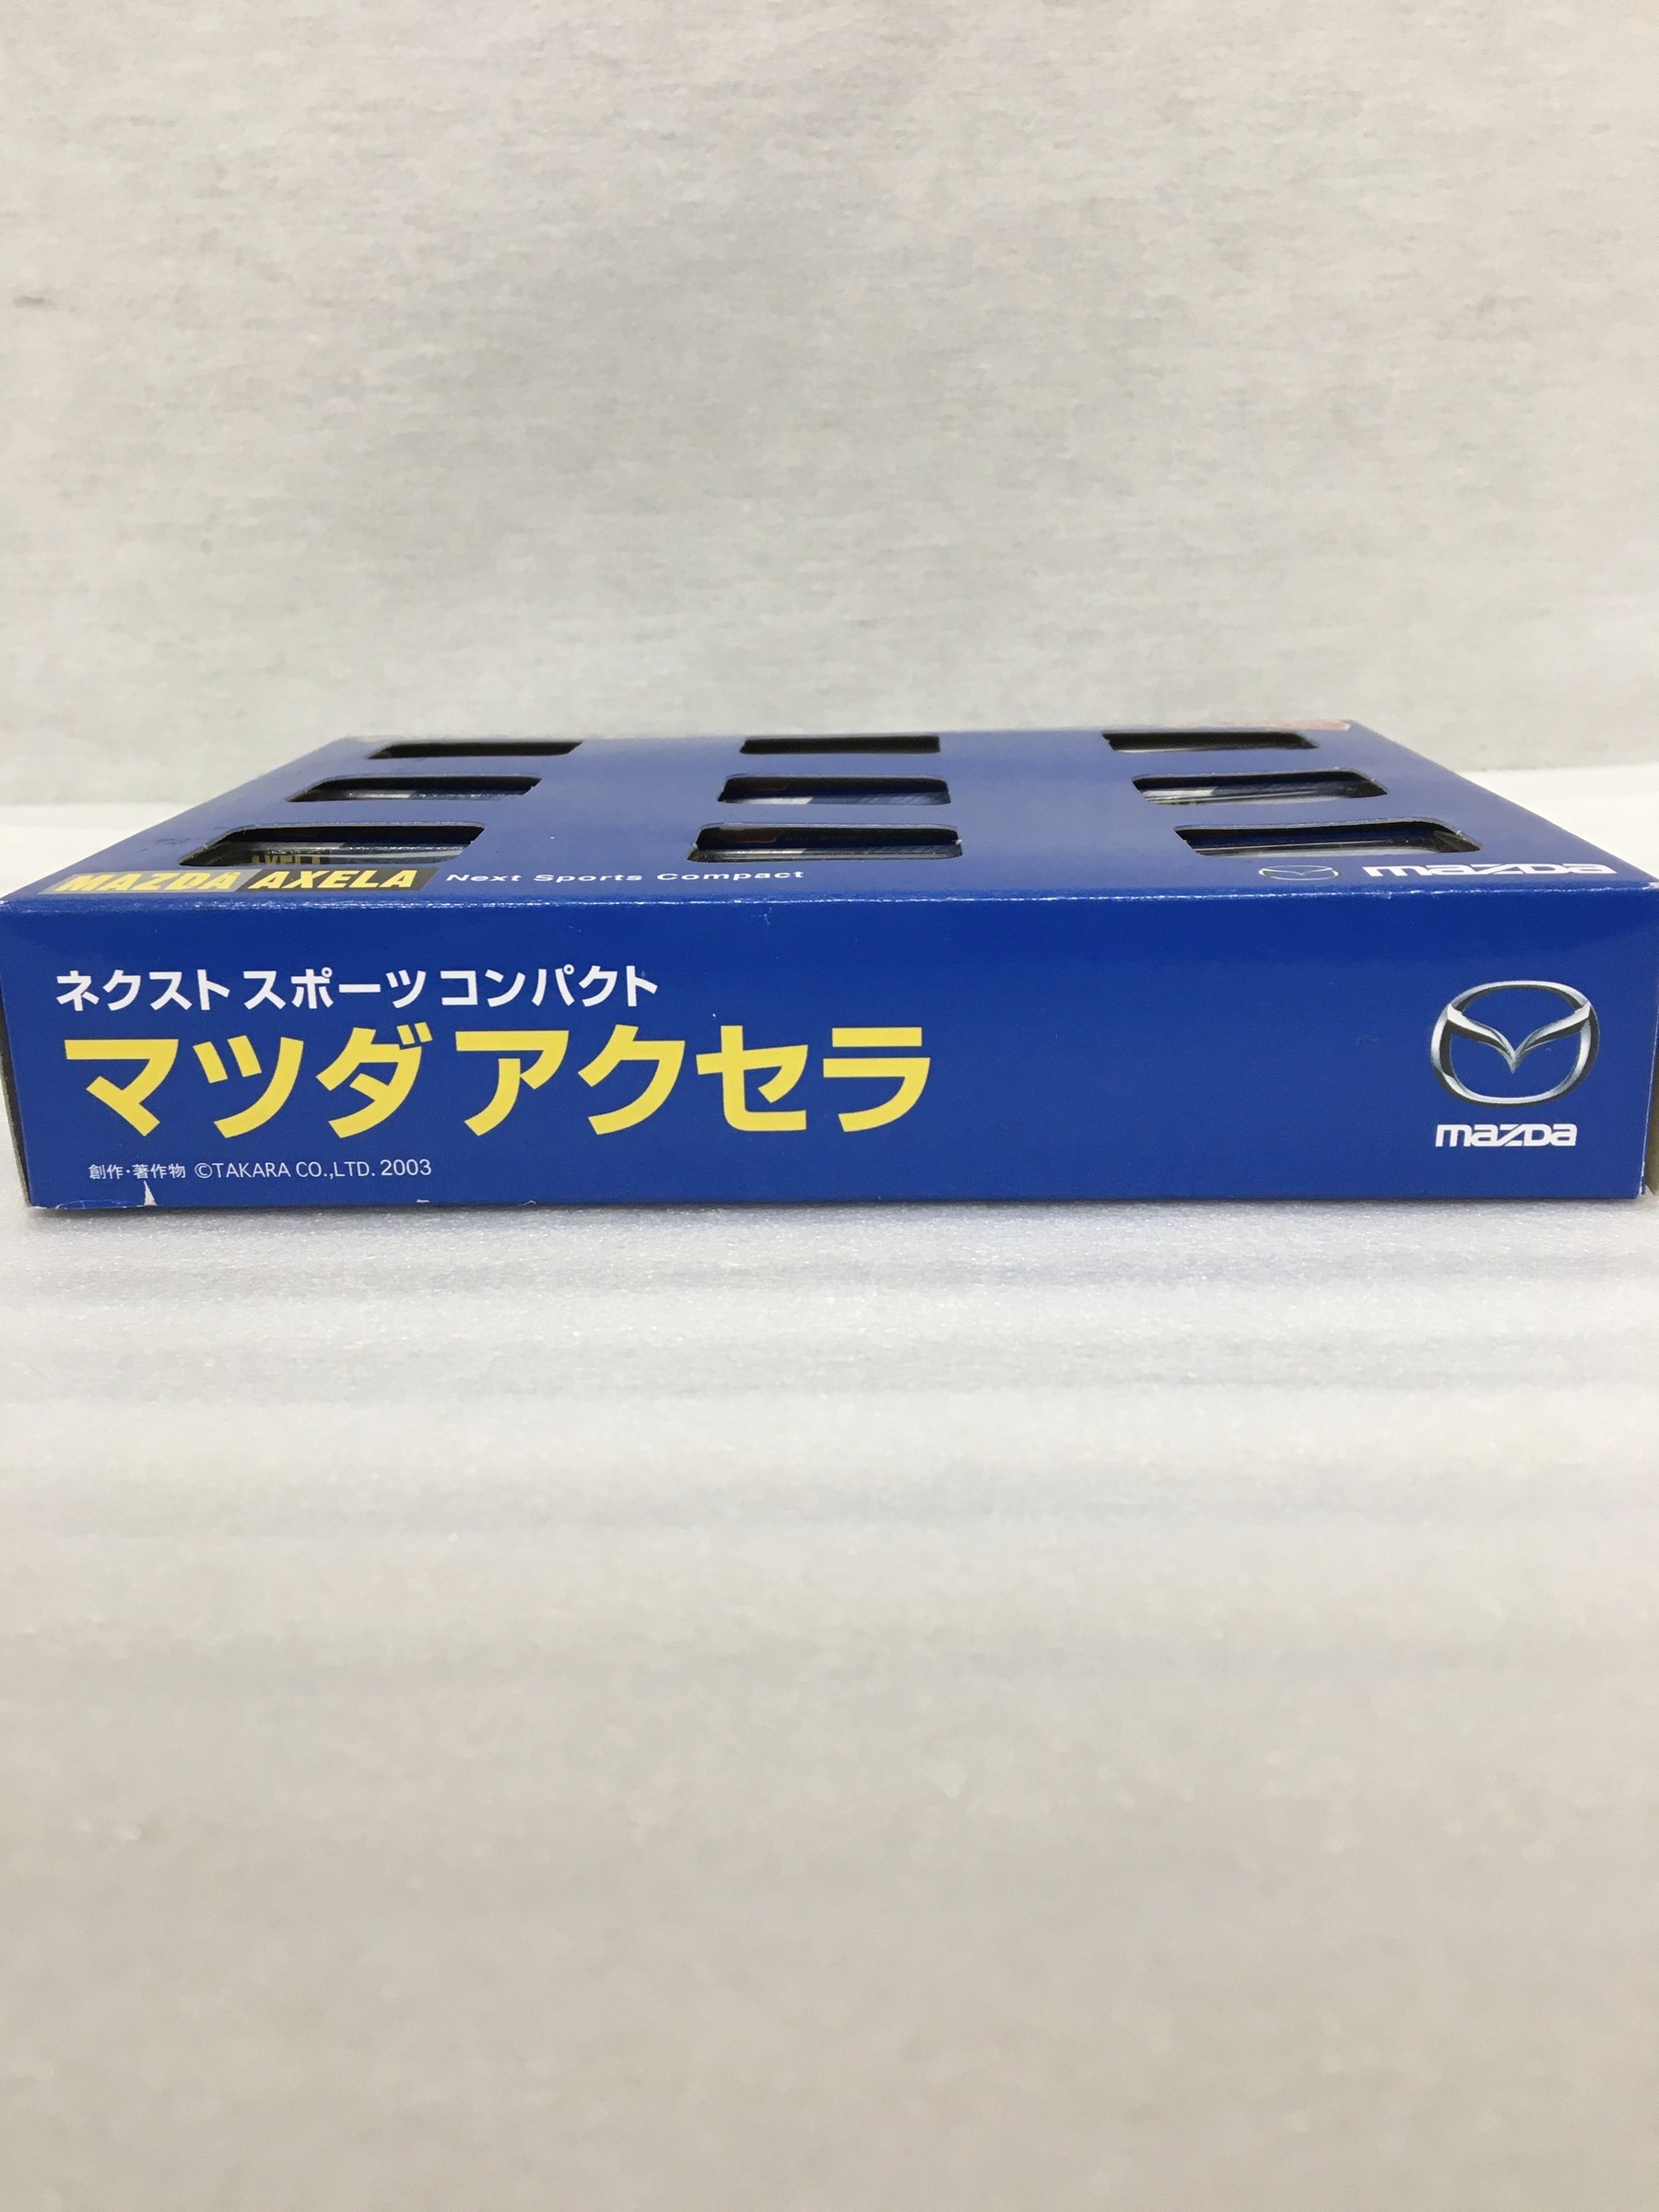 MAZDA AXELA Next Sports Compact mazDa
AXELA
ネクスト スポーツ コンパクト
マツダ アクセラ
創作・著作物 ©TAKARA CO.,LTD. 2003
mazDa